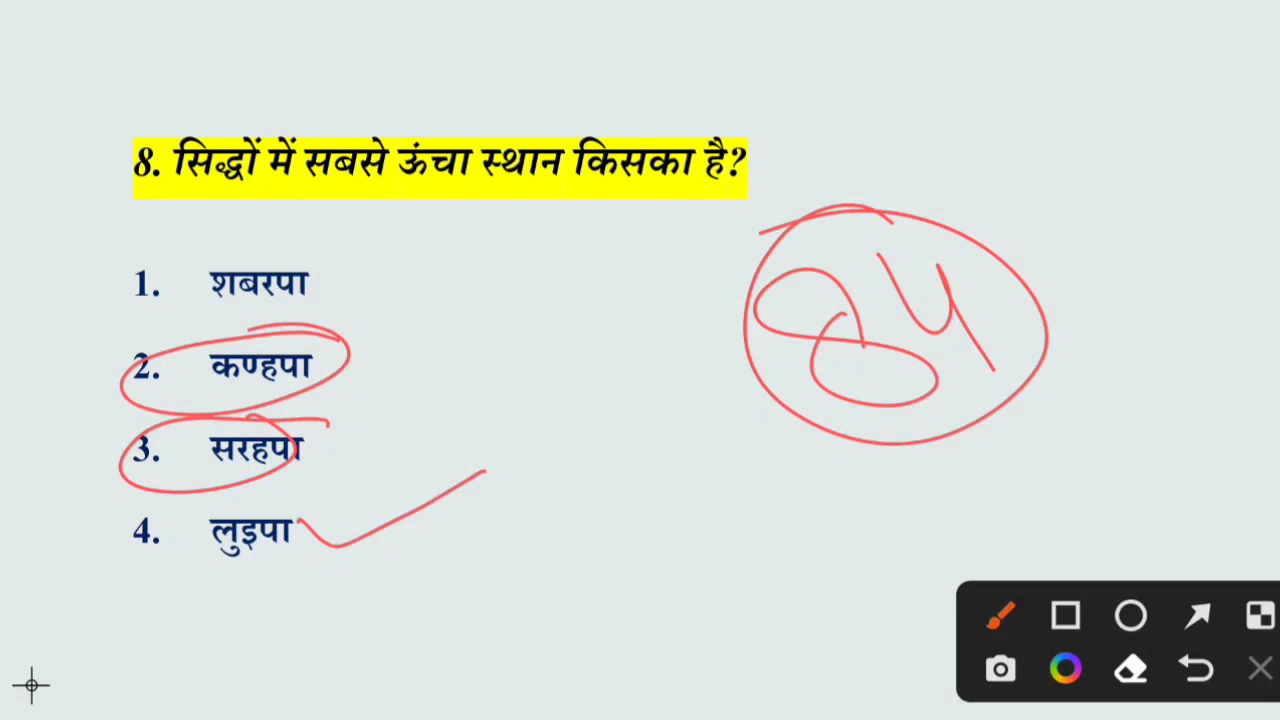 8. सिद्धों में सबसे ऊंचा स्थान किसका है?
84
1. शबरपा
2. कण्हपा
3. सरहपा
4. लुइपा